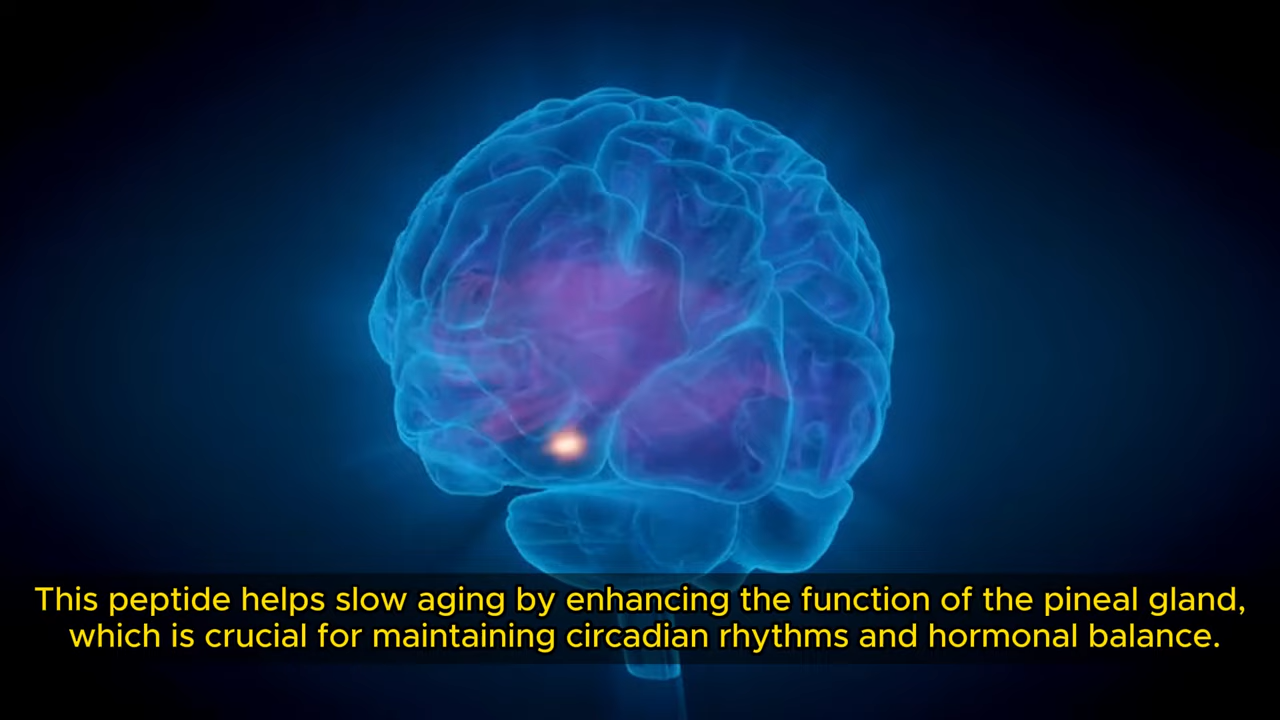 This peptide helps slow aging by enhancing the function of the pineal gland,
which is crucial for maintaining circadian rhythms and hormonal balance.